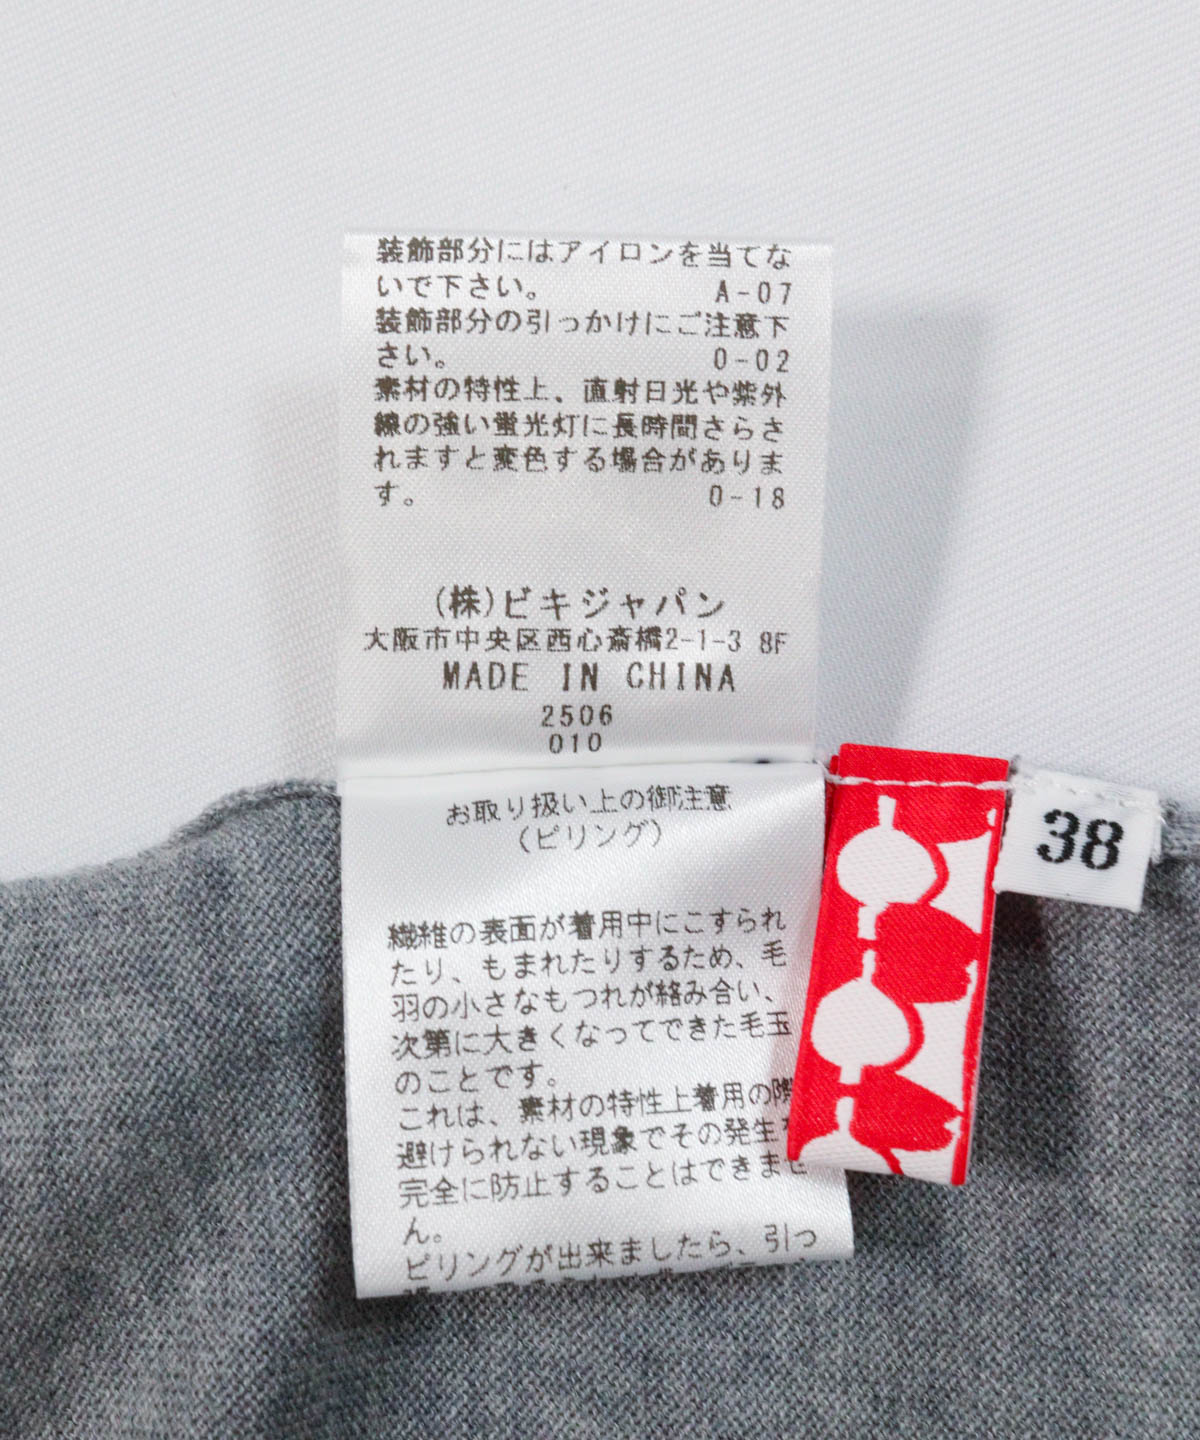 装飾部分にはアイロンを当てな
いで下さい。 A-07
装飾部分の引っかけにご注意下
さい。 0-02
素材の特性上、直射日光や紫外
線の強い蛍光灯に長時間さらさ
れますと変色する場合がありま
す。 0-18
(株)ビキジャパン
大阪市中央区西心斎橋2-1-3 8F
MADE IN CHINA
2506
010
お取り扱い上の御注意
(ピリング)
38
繊維の表面が着用中にこすられ
たり、もまれたりするため、毛
羽の小さなもつれが絡み合い、
次第に大きくなってできた毛玉
のことです。
これは、素材の特性上着用の際
避けられない現象でその発生を
完全に防止することはできませ
ん。
ピリングが出来ましたら、引っ